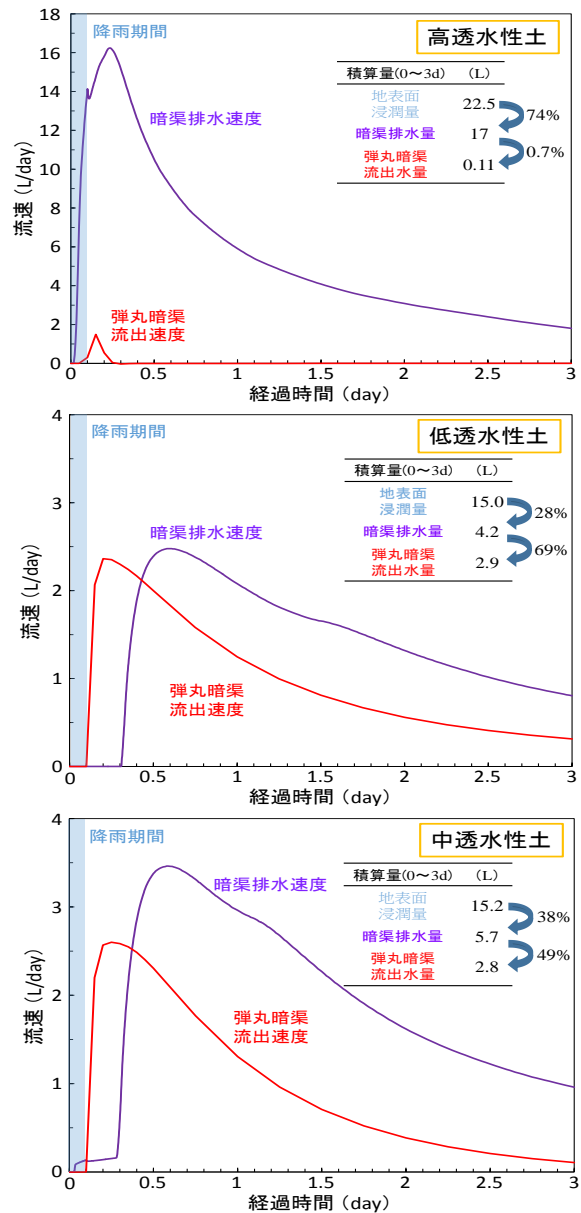 高透水性土
降雨期間
積算量(0～3d) (L)
地表面
浸潤量 22.5
74%
暗渠排水量 17
0.7%
弾丸暗渠
流出水量 0.11
暗渠排水速度
弾丸暗渠
流出速度
流速 (L/day)
18
16
14
12
10
8
6
4
2
0
0 0.5 1 1.5 2 2.5 3
経過時間 (day)
低透水性土
降雨期間
積算量(0～3d) (L)
地表面
浸潤量 15.0
28%
暗渠排水量 4.2
69%
弾丸暗渠
流出水量 2.9
暗渠排水速度
弾丸暗渠
流出速度
流速 (L/day)
4
3
2
1
0
0 0.5 1 1.5 2 2.5 3
経過時間 (day)
中透水性土
降雨期間
積算量(0～3d) (L)
地表面
浸潤量 15.2
38%
暗渠排水量 5.7
49%
弾丸暗渠
流出水量 2.8
暗渠排水速度
弾丸暗渠
流出速度
流速 (L/day)
4
3
2
1
0
0 0.5 1 1.5 2 2.5 3
経過時間 (day)